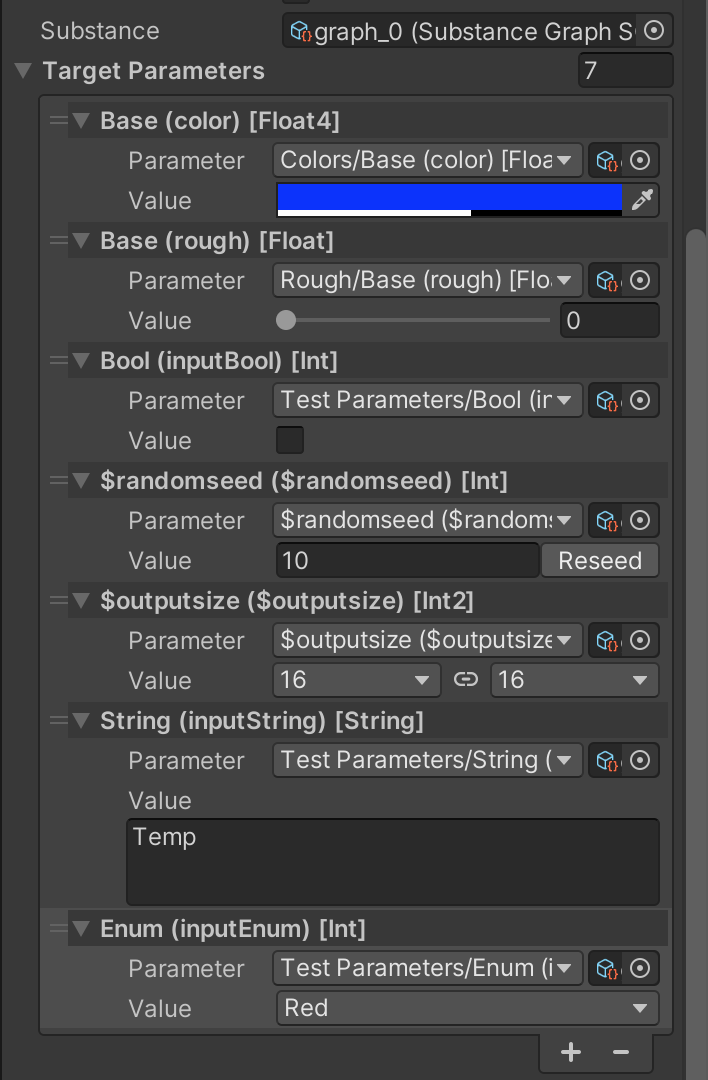 Substance graph_0 (Substance Graph S
Target Parameters 7
Base (color) [Float4]
Parameter Colors/Base (color) [Floa
Value
Base (rough) [Float]
Parameter Rough/Base (rough) [Flo
Value 0
Bool (inputBool) [Int]
Parameter Test Parameters/Bool (in
Value
$randomseed ($randomseed) [Int]
Parameter $randomseed ($randoms
Value 10 Reseed
$outputsize ($outputsize) [Int2]
Parameter $outputsize ($outputsize
Value 16 16
String (inputString) [String]
Parameter Test Parameters/String (
Value
Temp
Enum (inputEnum) [Int]
Parameter Test Parameters/Enum (i
Value Red